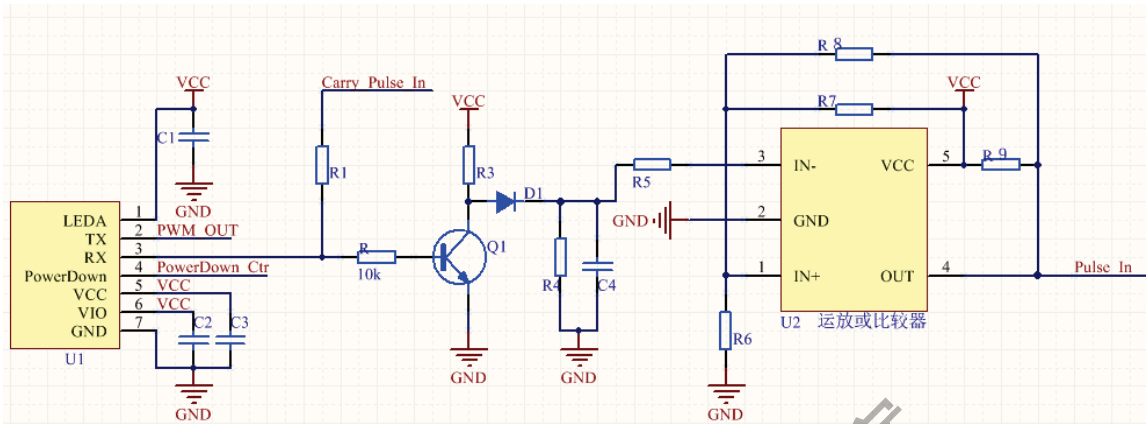 R 8
Carry_Pulse_In
VCC
VCC
VCC
R7
C1
R1
R3
3
IN-
VCC
5
R 9
R5
D1
GND
1
LEDA
GND
2
GND
2
TX
PWM_OUT
3
RX
R
Q1
10k
4
PowerDown
PowerDown_Ctr
R4
C4
1
IN+
OUT
4
Pulse_In
5
VCC
VCC
6
VIO
VCC
7
GND
C2
C3
U2
运放或比较器
R6
U1
GND
GND
GND
GND